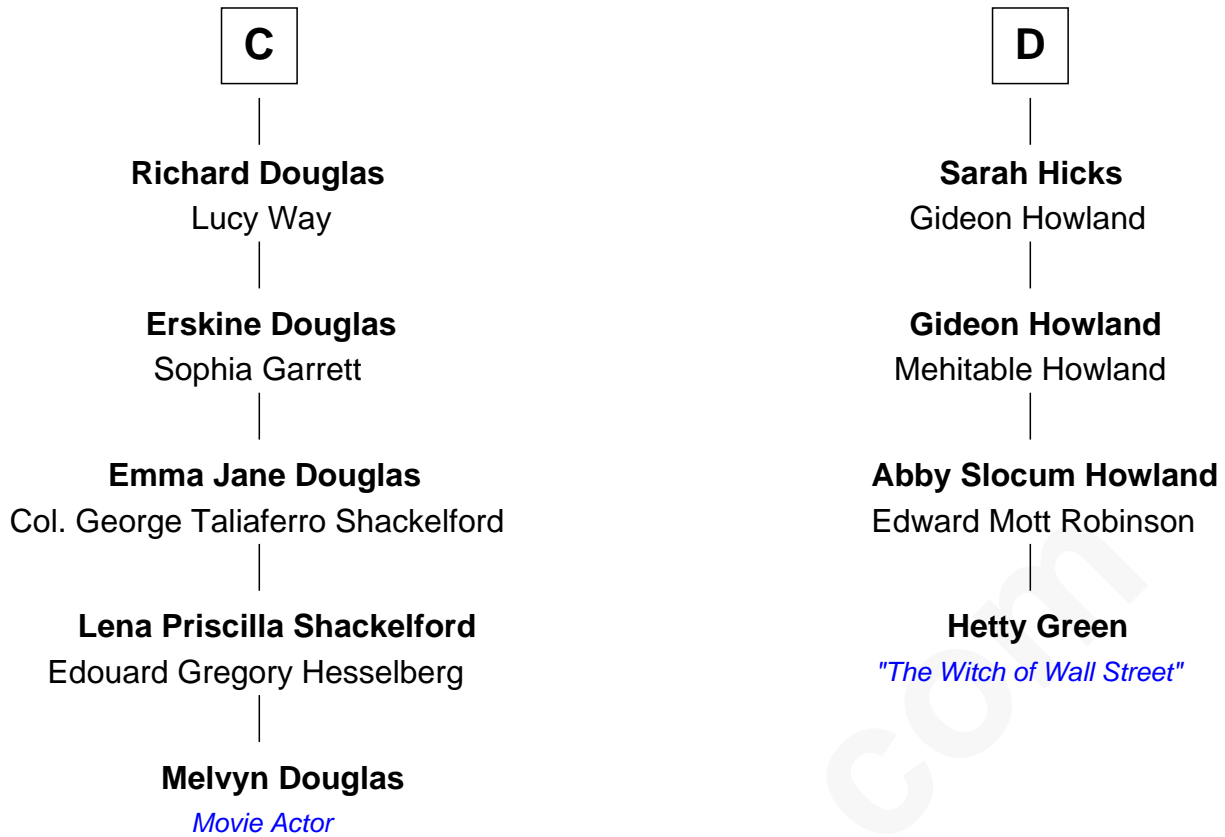 C
Richard Douglas
Lucy Way
Erskine Douglas
Sophia Garrett
Emma Jane Douglas
Col. George Taliaferro Shackelford
Lena Priscilla Shackelford
Edouard Gregory Hesselberg
Melvyn Douglas
Movie Actor
D
Sarah Hicks
Gideon Howland
Gideon Howland
Mehitable Howland
Abby Slocum Howland
Edward Mott Robinson
Hetty Green
"The Witch of Wall Street"
com